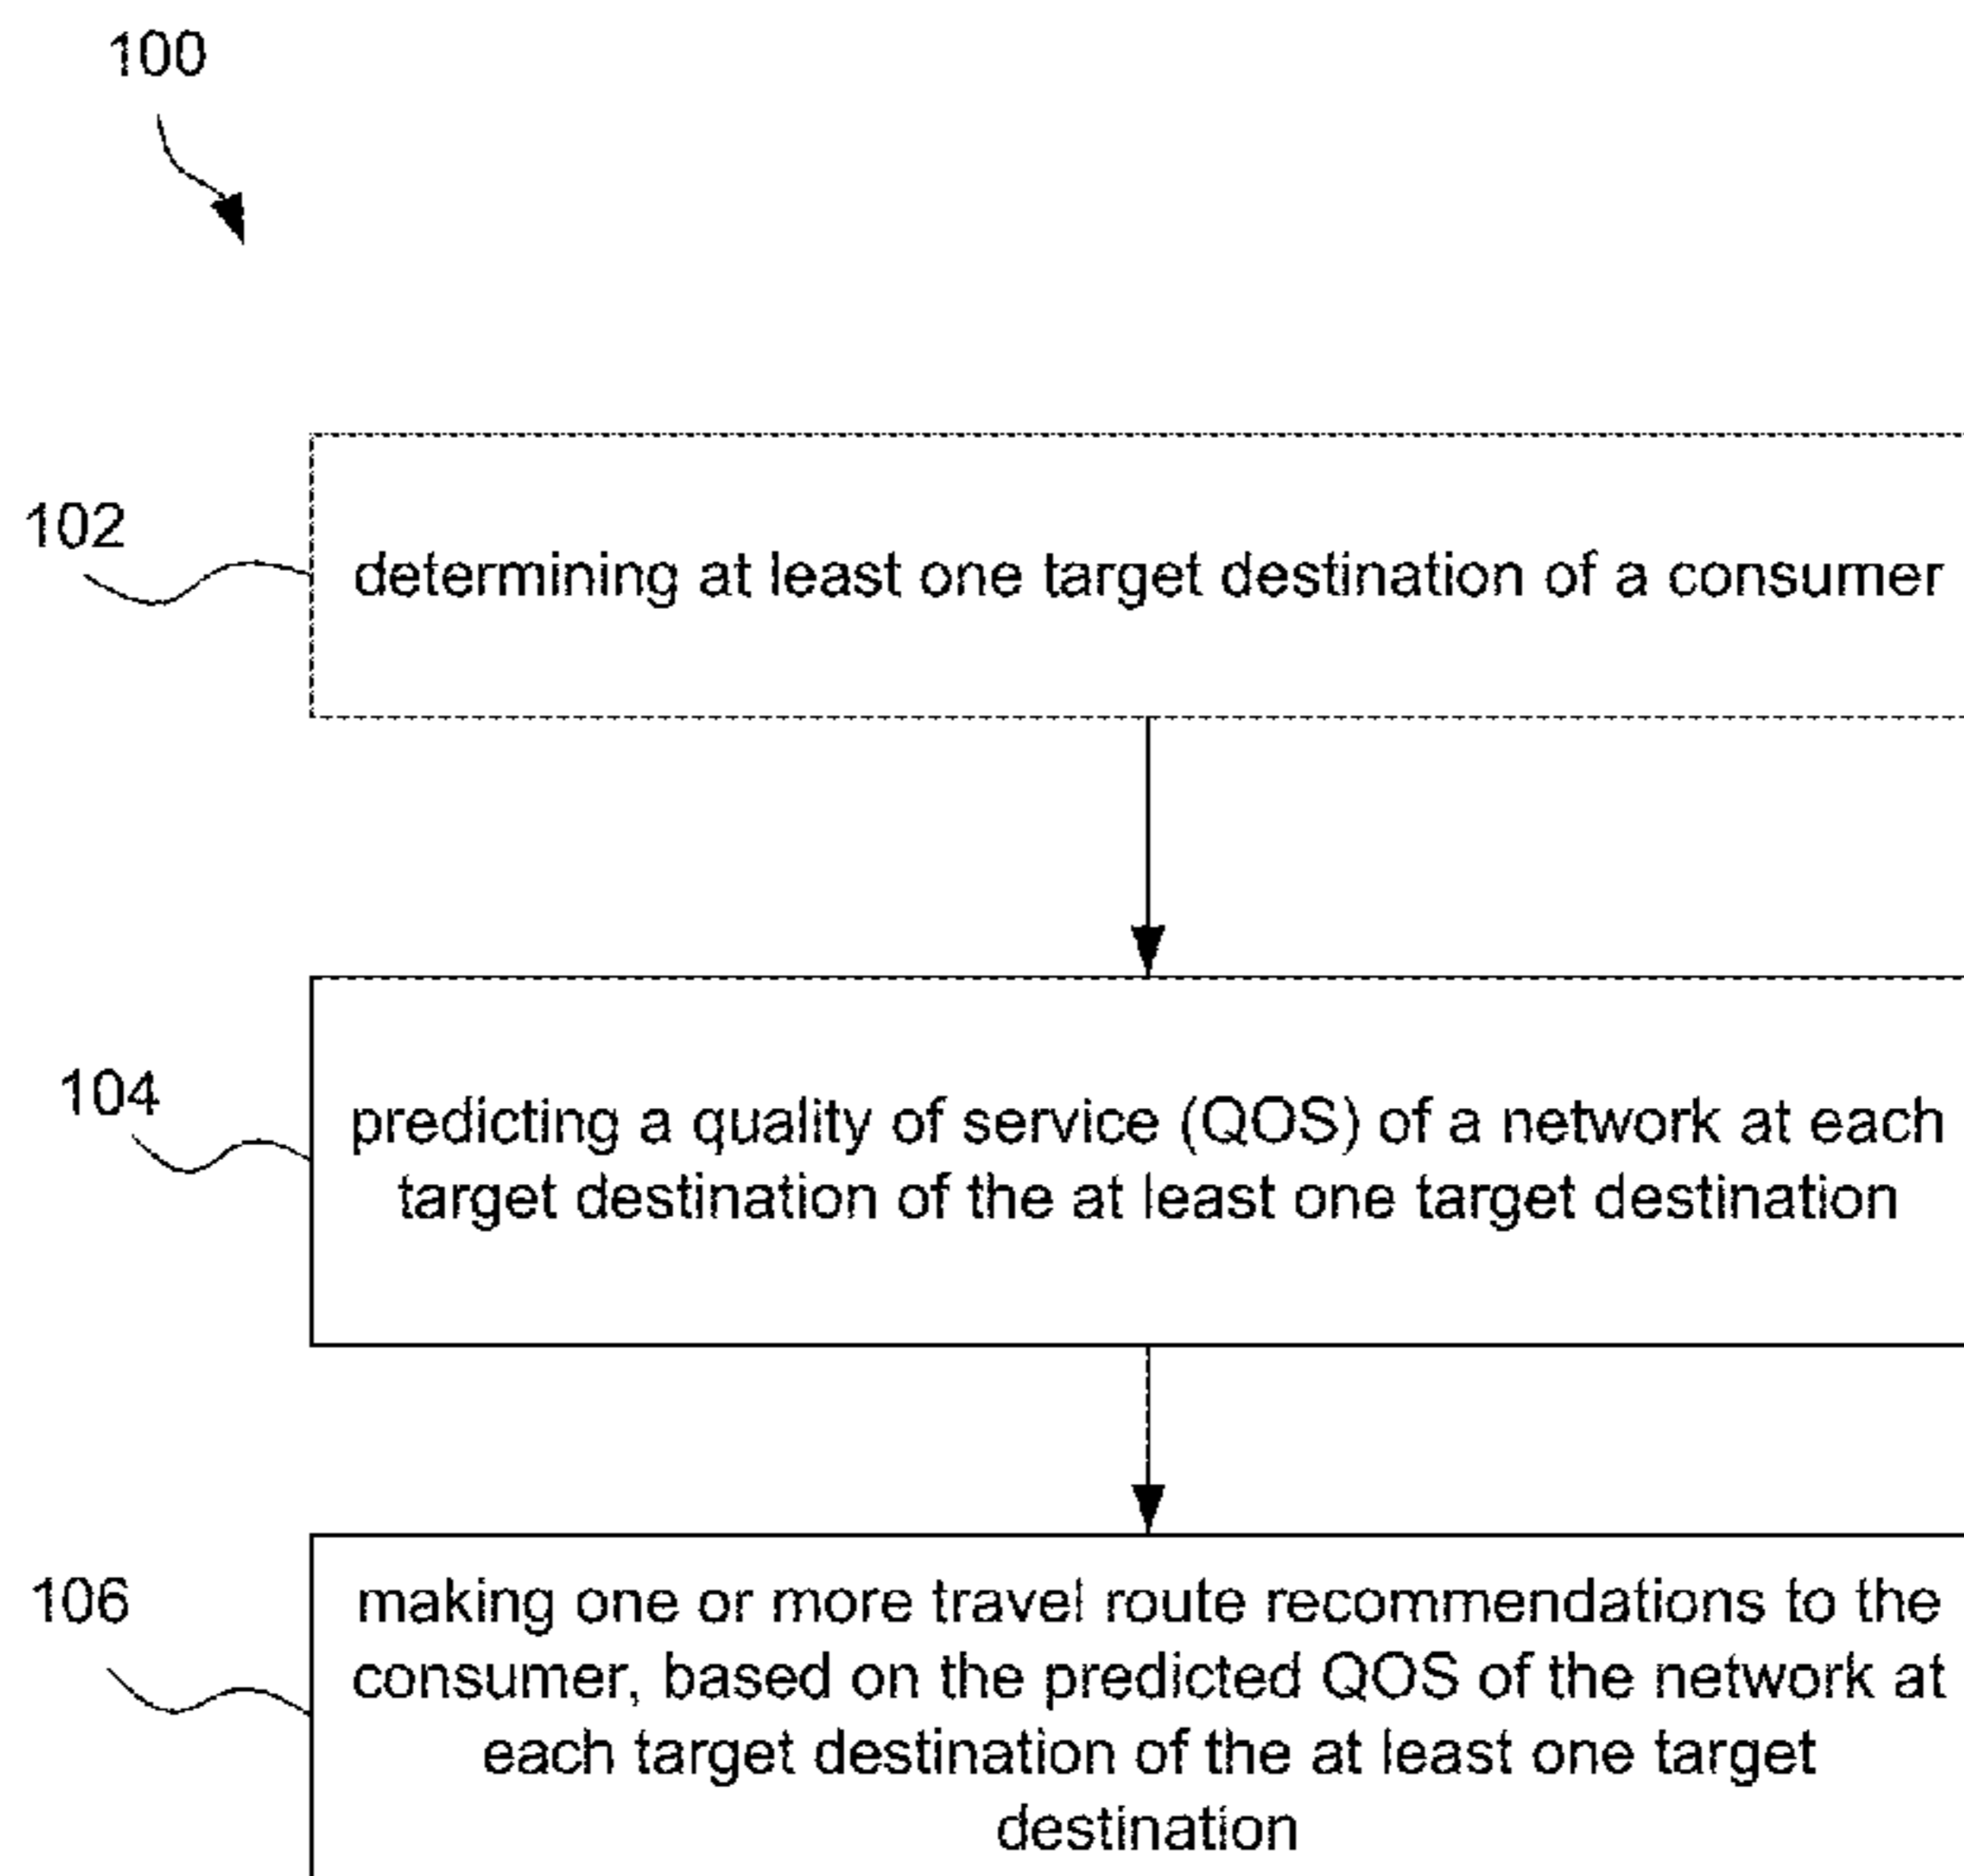 100
102
determining at least one target destination of a consumer
104
predicting a quality of service (QOS) of a network at each
target destination of the at least one target destination
106
making one or more travel route recommendations to the
consumer, based on the predicted QOS of the network at
each target destination of the at least one target
destination